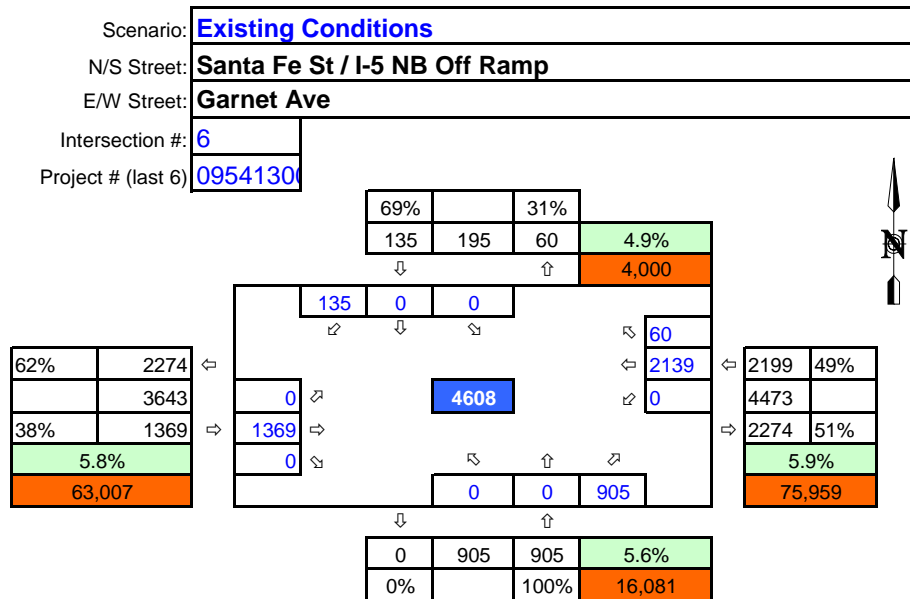 Scenario: Existing Conditions
N/S Street: Santa Fe St / I-5 NB Off Ramp
E/W Street: Garnet Ave
Intersection #: 6
Project # (last 6) 09541300
69% 31%
135 195 60 4.9%
⇩ ⇧ 4,000
N
135 0 0
⬃ ⇩ ⬂
⬁ 60
62% 2274 ⇦ ⇦ 2139 ⇦ 2199 49%
3643 0 ⬀ 4608 ⬃ 0 4473
38% 1369 ⇨ 1369 ⇨ ⇨ 2274 51%
5.8% 0 ⬂ ⬁ ⇧ ⬀ 5.9%
63,007 0 0 905 75,959
⇩ ⇧
0 905 905 5.6%
0% 100% 16,081